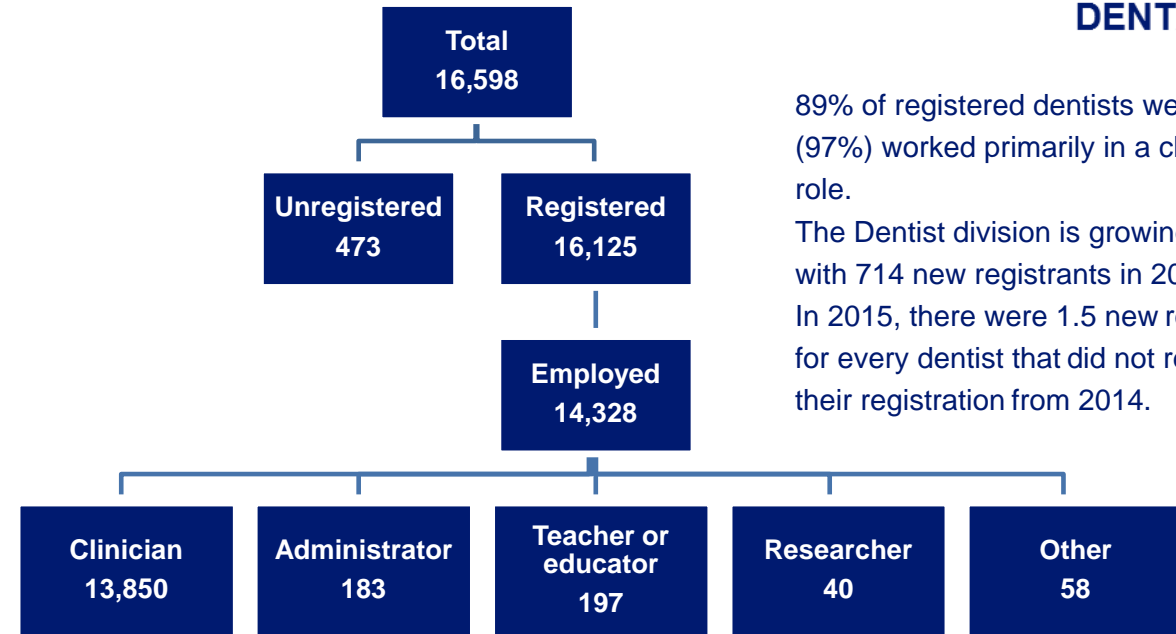 DENT
Total
16,598
89% of registered dentists we
(97%) worked primarily in a cl
role.
The Dentist division is growin
with 714 new registrants in 20
In 2015, there were 1.5 new re
for every dentist that did not re
their registration from 2014.
Unregistered
473
Registered
16,125
Employed
14,328
Clinician
13,850
Administrator
183
Teacher or
educator
197
Researcher
40
Other
58